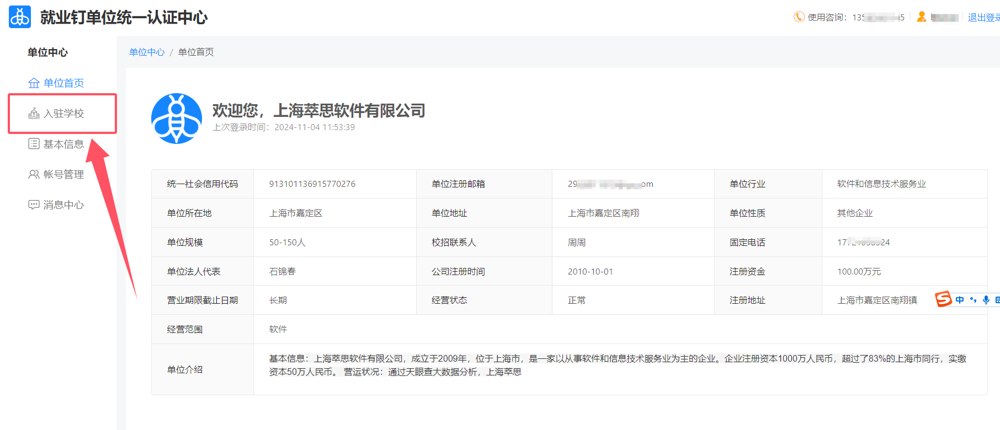 就业钉单位统一认证中心
使用咨询：135 5
退出登录
单位中心
单位首页
入驻学校
基本信息
帐号管理
消息中心
单位中心 / 单位首页
欢迎您，上海萃思软件有限公司
上次登录时间：2024-11-04 11:53:39
统一社会信用代码 913101136915770276 单位注册邮箱 29 om 单位行业 软件和信息技术服务业
单位所在地 上海市嘉定区 单位地址 上海市嘉定区南翔 单位性质 其他企业
单位规模 50-150人 校招联系人 周周 固定电话 17 24
单位法人代表 石锦春 公司注册时间 2010-10-01 注册资金 100.00万元
营业期限截止日期 长期 经营状态 正常 注册地址 上海市嘉定区南翔镇
中
经营范围 软件
单位介绍
基本信息：上海萃思软件有限公司，成立于2009年，位于上海市，是一家以从事软件和信息技术服务业为主的企业。企业注册资本1000万人民币，超过了83%的上海市同行，实缴
资本50万人民币。 营运状况：通过天眼查大数据分析，上海萃思